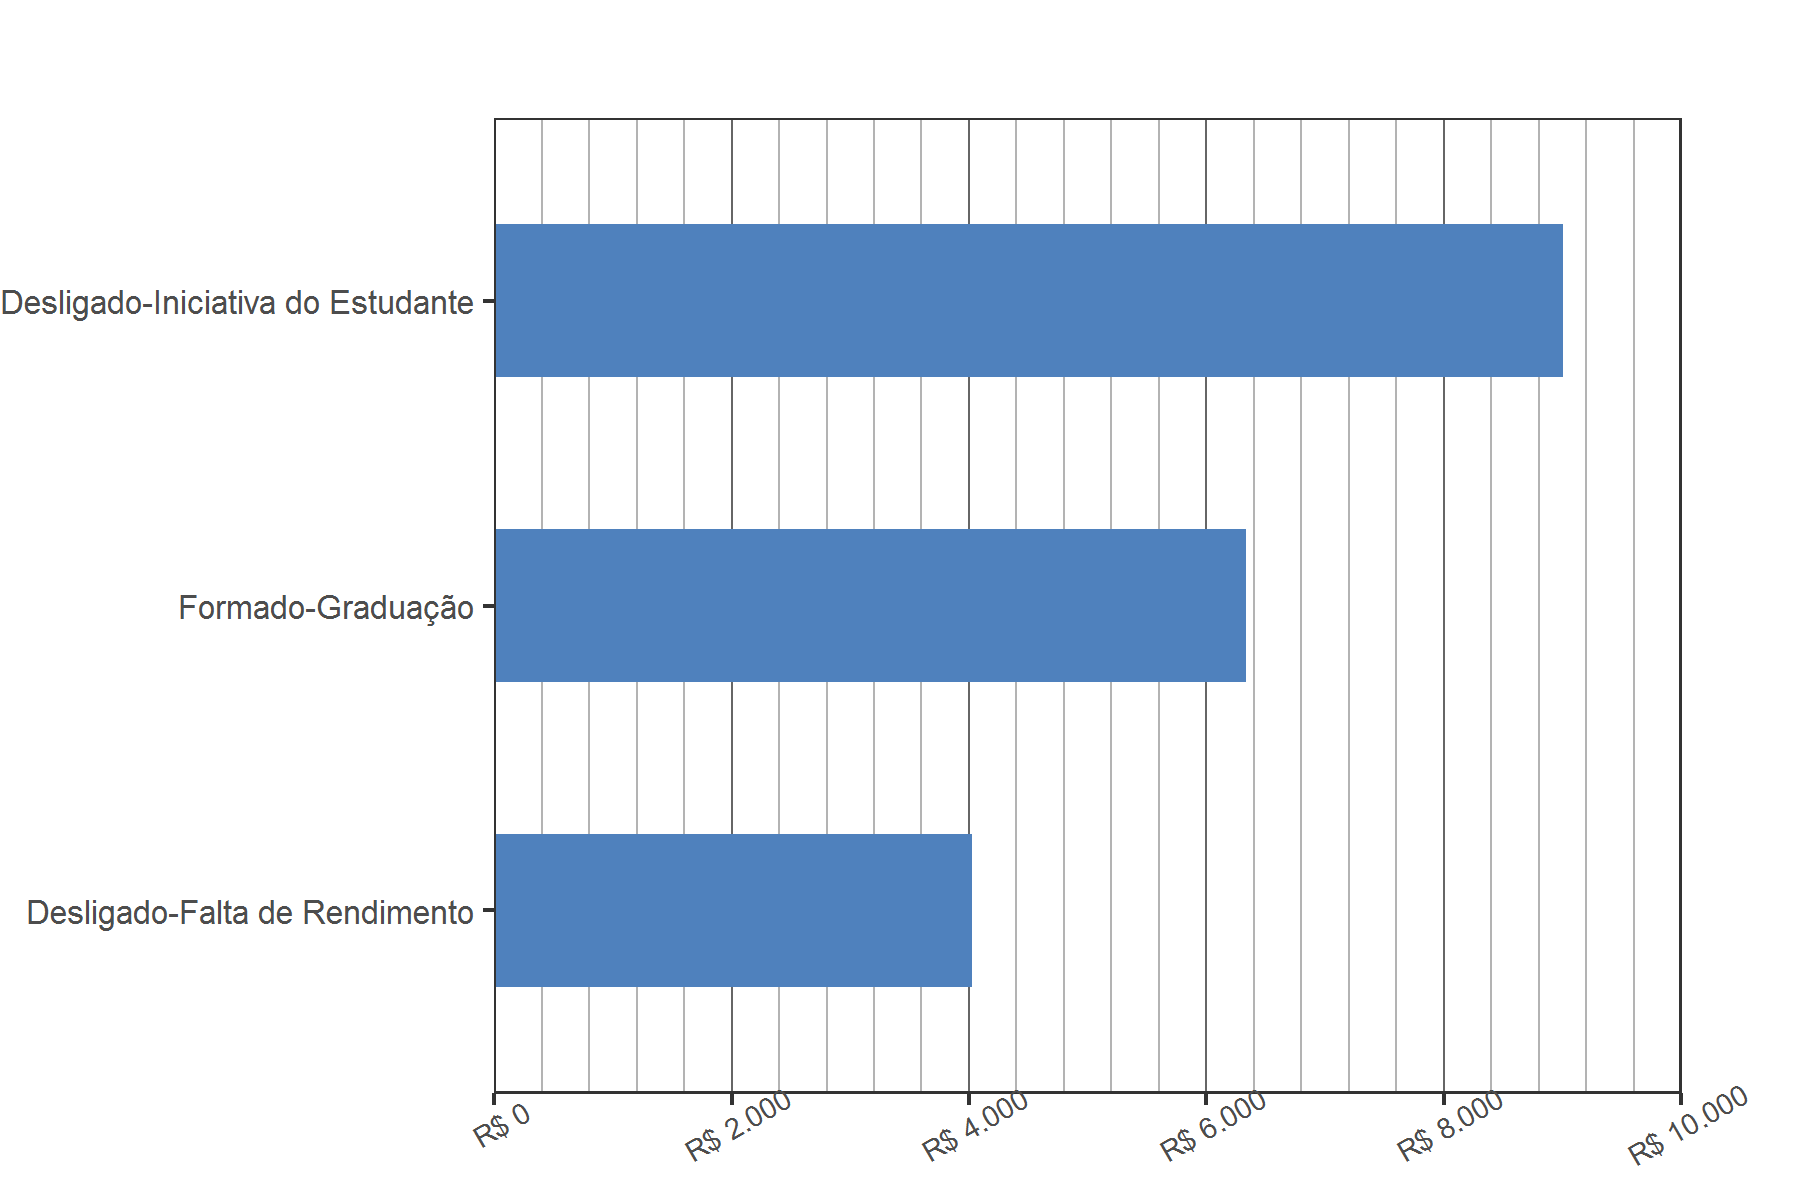 Desligado-Iniciativa do Estudante
Formado-Graduação
Desligado-Falta de Rendimento
R$ 0
R$ 2.000
R$ 4.000
R$ 6.000
R$ 8.000
R$ 10.000